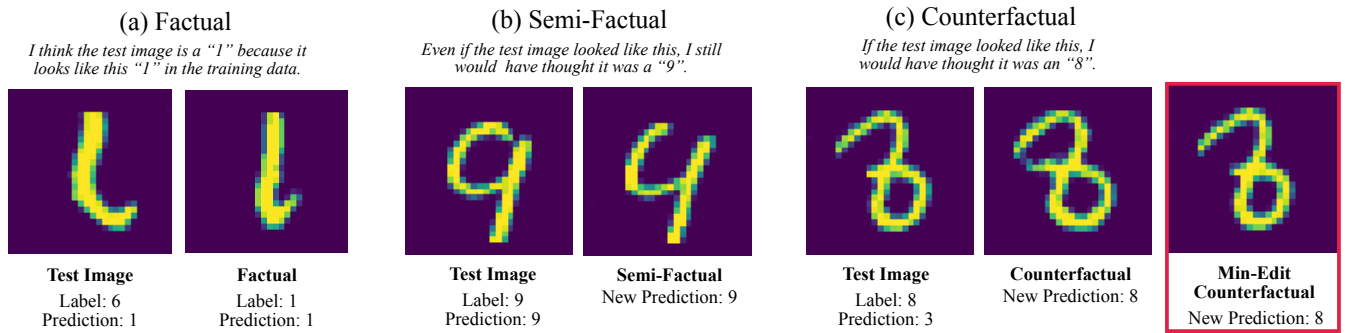 (a) Factual
I think the test image is a “1” because it
looks like this “1” in the training data.
Test Image
Label: 6
Prediction: 1
Factual
Label: 1
Prediction: 1
(b) Semi-Factual
Even if the test image looked like this, I still
would have thought it was a “9”.
Test Image
Label: 9
Prediction: 9
Semi-Factual
New Prediction: 9
(c) Counterfactual
If the test image looked like this, I
would have thought it was an “8”.
Test Image
Label: 8
Prediction: 3
Counterfactual
New Prediction: 8
Min-Edit
Counterfactual
New Prediction: 8